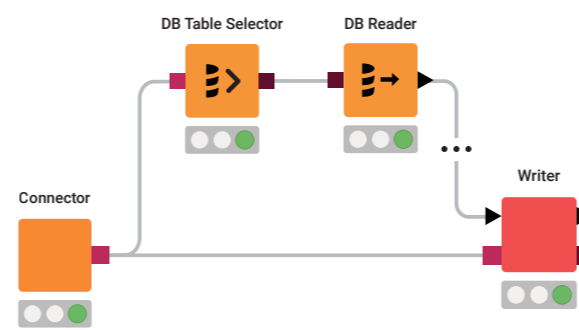 DB Table Selector
DB Reader
...
Writer
Connector